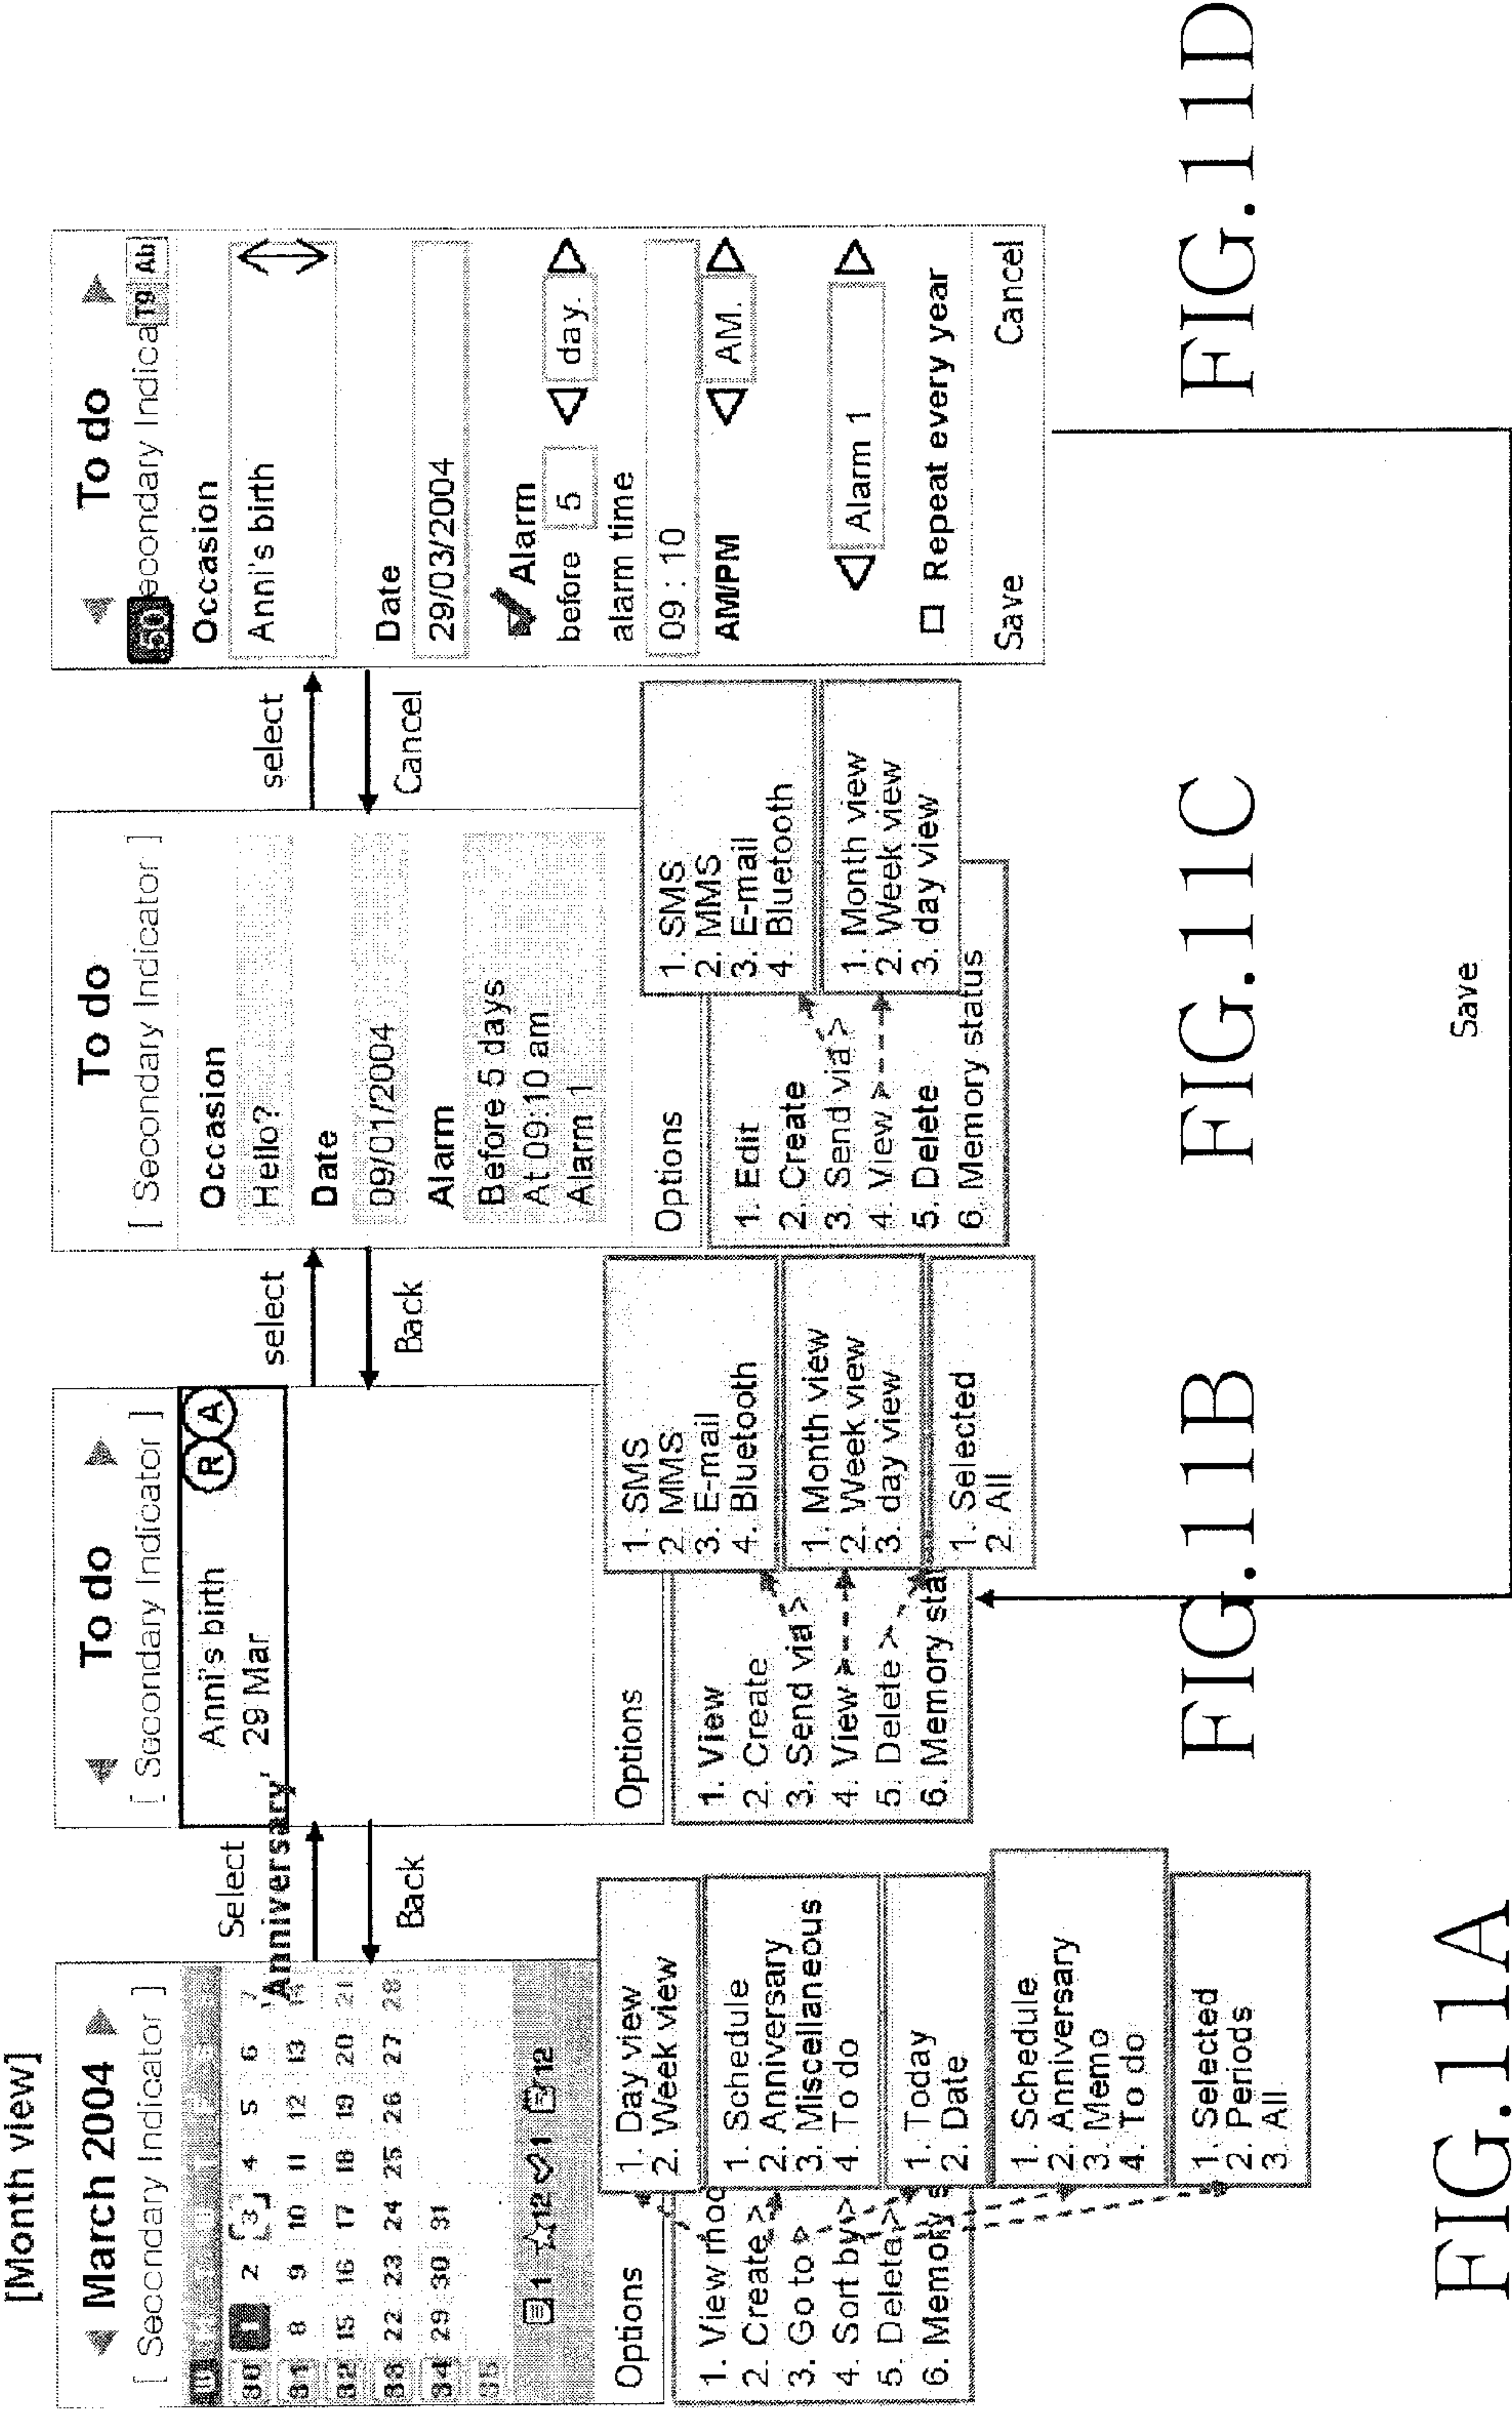 [Month view]
March 2004
[ Secondary Indicator ]
1 2 3 4 5 6 7
8 9 10 11 12 13 14
15 16 17 18 19 20 21
22 23 24 25 26 27 28
29 30 31
1 12 1 12
Options
1. View mod
2. Create >
3. Go to >
4. Sort by >
5. Delete >
6. Memory s
1. Day view
2. Week view
1. Schedule
2. Anniversary
3. Miscellaneous
4. To do
1. Today
2. Date
1. Schedule
2. Anniversary
3. Memo
4. To do
1. Selected
2. Periods
3. All
FIG.11A
Select
'Anniversary'
Back
To do
[ Secondary Indicator ]
Anni's birth R A
29 Mar
Options
1. View
2. Create
3. Send via >
4. View >
5. Delete >
6. Memory sta
1. SMS
2. MMS
3. E-mail
4. Bluetooth
1. Month view
2. Week view
3. day view
1. Selected
2. All
FIG.11B
select
Back
To do
[ Secondary Indicator ]
Occasion
Hello?
Date
09/01/2004
Alarm
Before 5 days
At 09:10 am
Alarm 1
Options
1. Edit
2. Create
3. Send via >
4. View >
5. Delete
6. Memory status
1. SMS
2. MMS
3. E-mail
4. Bluetooth
1. Month view
2. Week view
3. day view
FIG.11C
select
Cancel
To do
50 econdary Indica T9 Ab
Occasion
Anni's birth
Date
29/03/2004
Alarm
before 5 day.
alarm time
09 : 10
AM/PM AM.
Alarm 1
Repeat every year
Save Cancel
FIG.11D
Save